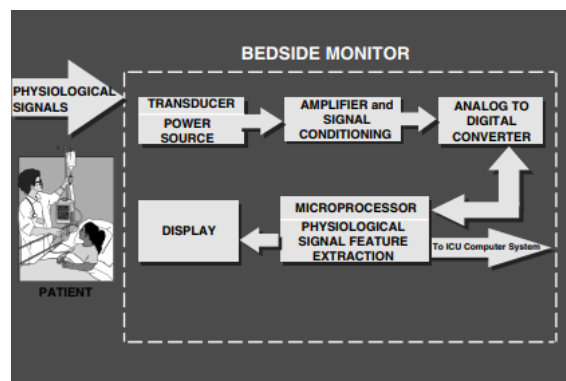 BEDSIDE MONITOR
PHYSIOLOGICAL
SIGNALS
TRANSDUCER
POWER
SOURCE
AMPLIFIER and
SIGNAL
CONDITIONING
ANALOG TO
DIGITAL
CONVERTER
DISPLAY
MICROPROCESSOR
PHYSIOLOGICAL
SIGNAL FEATURE
EXTRACTION
To ICU Computer System
PATIENT